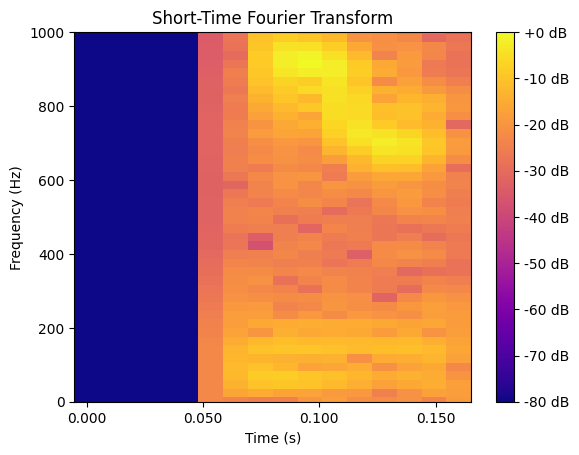 Short-Time Fourier Transform
1000
800
600
400
200
0
Frequency (Hz)
0.000
0.050
0.100
0.150
Time (s)
+0 dB
-10 dB
-20 dB
-30 dB
-40 dB
-50 dB
-60 dB
-70 dB
-80 dB